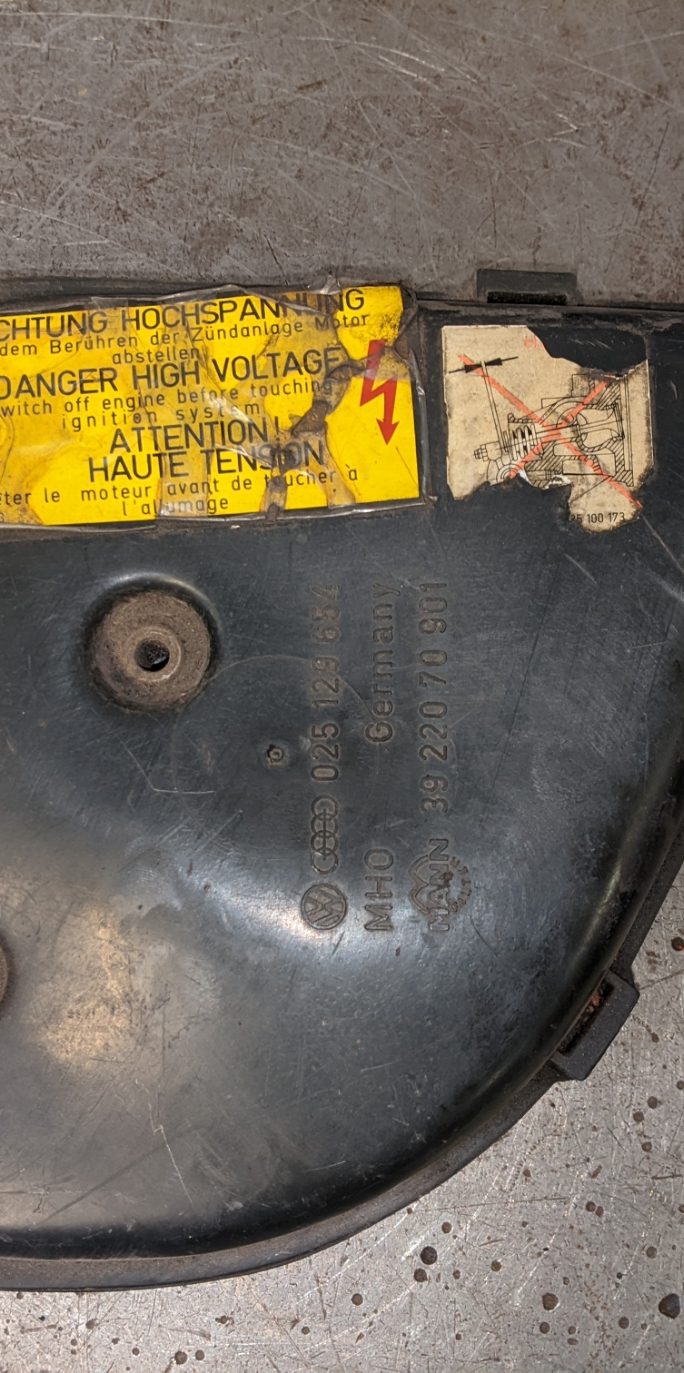 CHTUNG HOCHSPANNUNG
dem Berühren der Zündanlage Motor
abstellen
DANGER HIGH VOLTAGE
witch off engine before touching
ignition system
ATTENTION!
HAUTE TENSION
ter le moteur avant de toucher à
l'allumage
25 100 173
025 129 654
MHO Germany
MANN 39 220 70 901